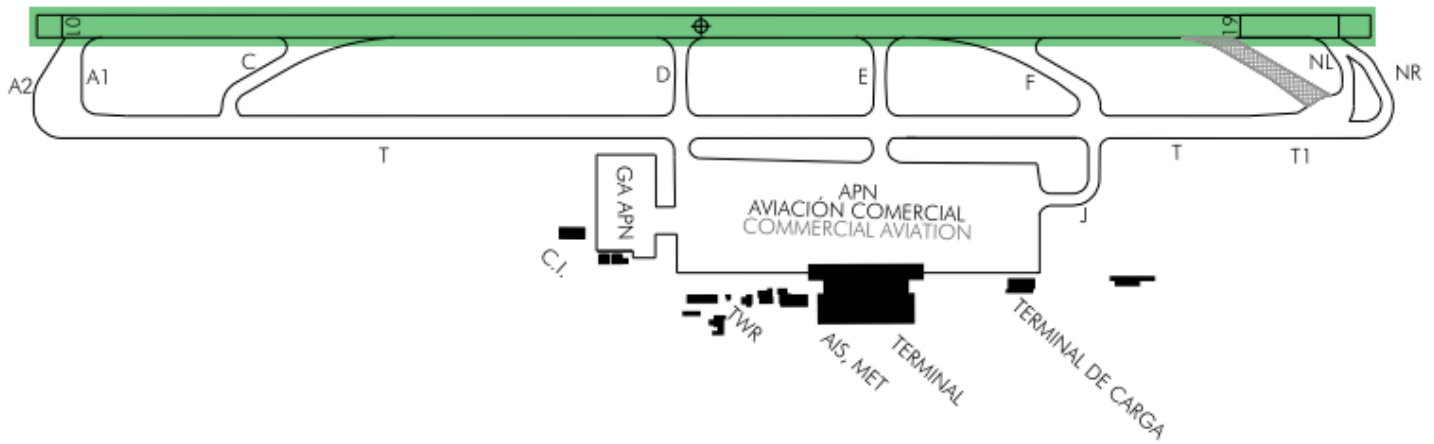 01
19
A2
A1
C
D
E
F
NL
NR
T
T
T1
GA APN
APN
AVIACIÓN COMERCIAL
COMMERCIAL AVIATION
J
C.I.
TWR
AIS, MET
TERMINAL
TERMINAL DE CARGA